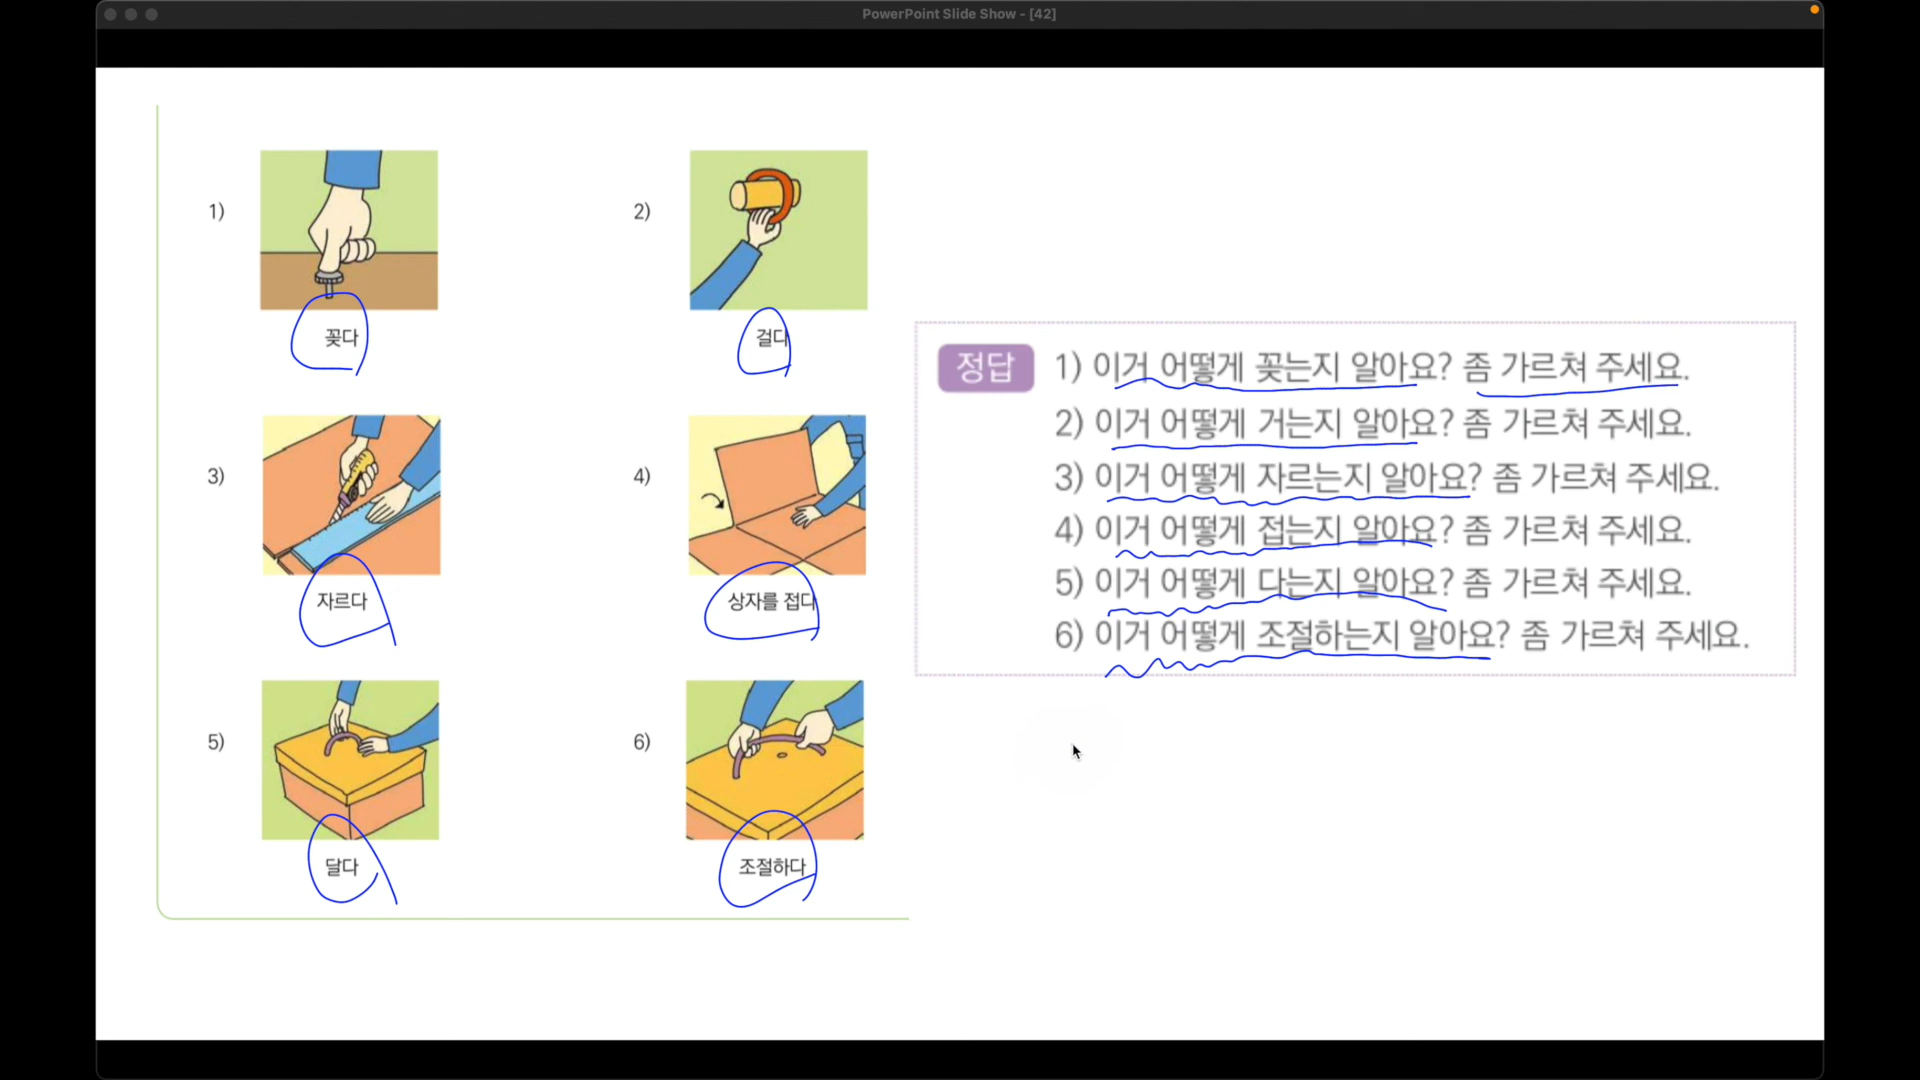 PowerPoint Slide Show - [42]
1)
꽂다
2)
걸다
3)
자르다
4)
상자를 접다
5)
달다
6)
조절하다
정답
1) 이거 어떻게 꽂는지 알아요? 좀 가르쳐 주세요.
2) 이거 어떻게 거는지 알아요? 좀 가르쳐 주세요.
3) 이거 어떻게 자르는지 알아요? 좀 가르쳐 주세요.
4) 이거 어떻게 접는지 알아요? 좀 가르쳐 주세요.
5) 이거 어떻게 다는지 알아요? 좀 가르쳐 주세요.
6) 이거 어떻게 조절하는지 알아요? 좀 가르쳐 주세요.